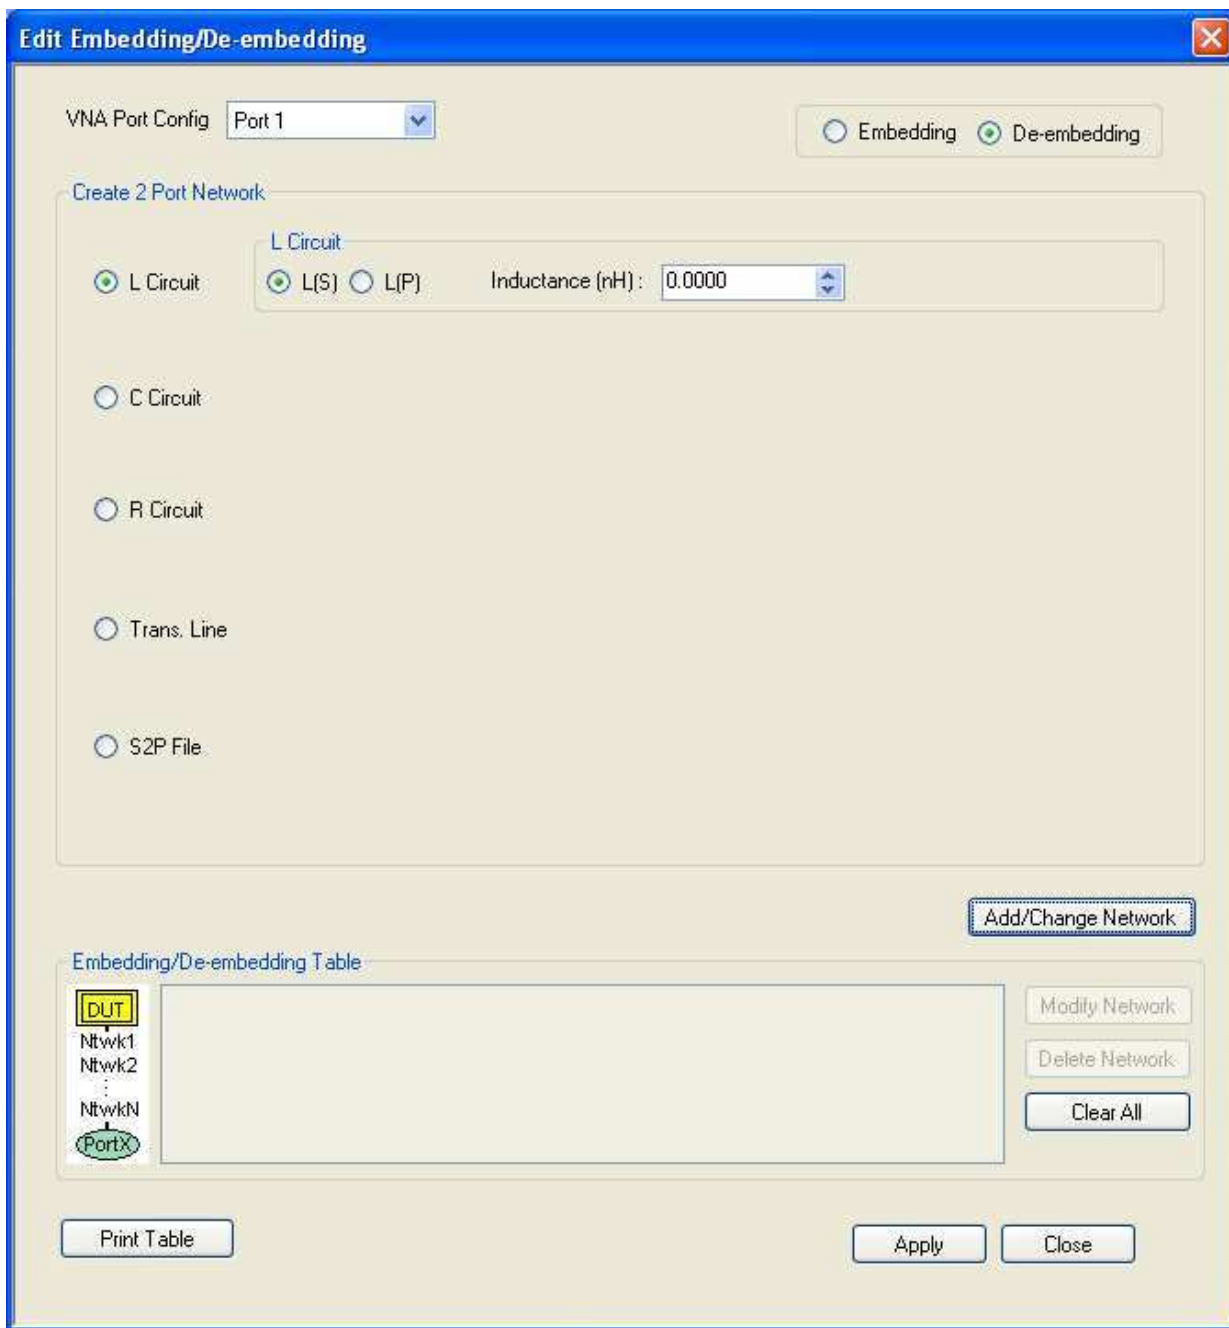 Edit Embedding/De-embedding
VNA Port Config Port 1
Embedding De-embedding
Create 2 Port Network
L Circuit
L Circuit L(S) L(P) Inductance (nH) : 0.0000
C Circuit
R Circuit
Trans. Line
S2P File
Add/Change Network
Embedding/De-embedding Table
DUT
Ntwk1
Ntwk2
⋮
NtwkN
PortX
Modify Network
Delete Network
Clear All
Print Table
Apply
Close